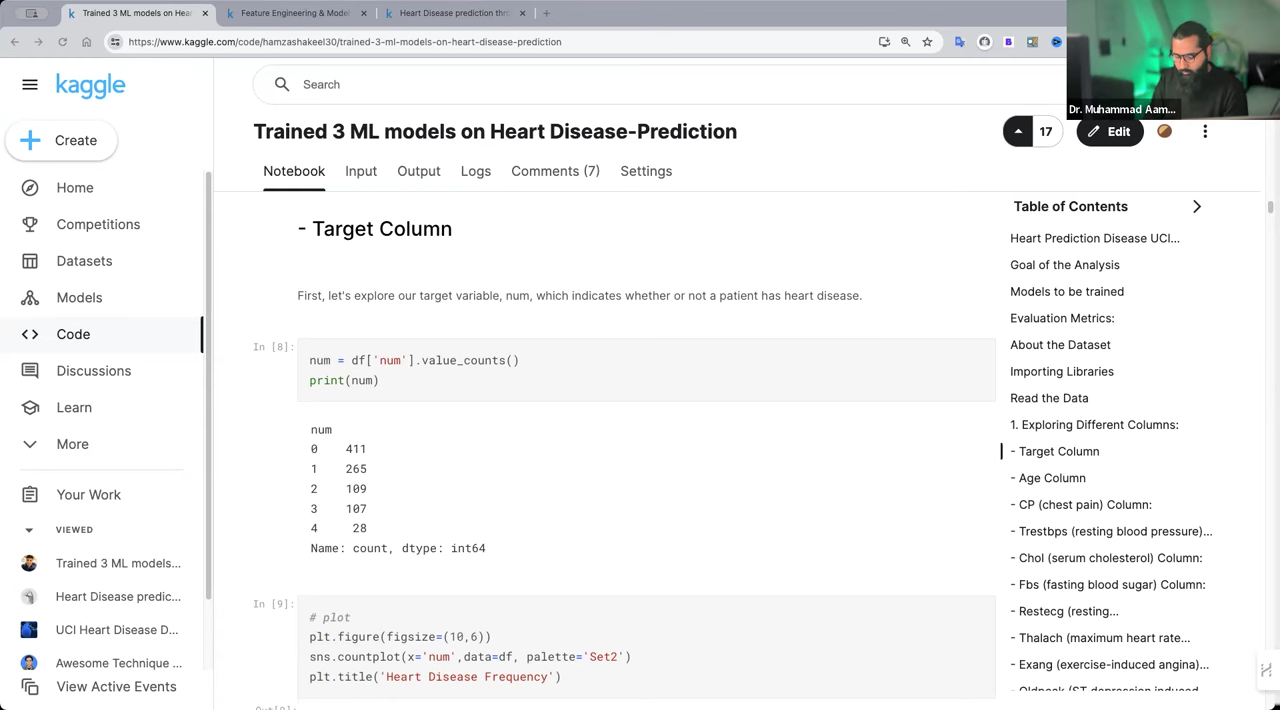 Trained 3 ML models on Hear
Feature Engineering & Model
Heart Disease prediction thr
https://www.kaggle.com/code/hamzashakeel30/trained-3-ml-models-on-heart-disease-prediction
Dr. Muhammad Aam...
kaggle
Search
Create
Home
Competitions
Datasets
Models
Code
Discussions
Learn
More
Your Work
VIEWED
Trained 3 ML models...
Heart Disease predic...
UCI Heart Disease D...
Awesome Technique ...
View Active Events
Trained 3 ML models on Heart Disease-Prediction
17
Edit
Notebook
Input
Output
Logs
Comments (7)
Settings
- Target Column
First, let's explore our target variable, num, which indicates whether or not a patient has heart disease.
In [8]:
num = df['num'].value_counts()
print(num)
num
0 411
1 265
2 109
3 107
4 28
Name: count, dtype: int64
In [9]:
# plot
plt.figure(figsize=(10,6))
sns.countplot(x='num',data=df, palette='Set2')
plt.title('Heart Disease Frequency')
Table of Contents
Heart Prediction Disease UCI...
Goal of the Analysis
Models to be trained
Evaluation Metrics:
About the Dataset
Importing Libraries
Read the Data
1. Exploring Different Columns:
- Target Column
- Age Column
- CP (chest pain) Column:
- Trestbps (resting blood pressure)...
- Chol (serum cholesterol) Column:
- Fbs (fasting blood sugar) Column:
- Restecg (resting...
- Thalach (maximum heart rate...
- Exang (exercise-induced angina)...
- Oldpeak (ST depression induced